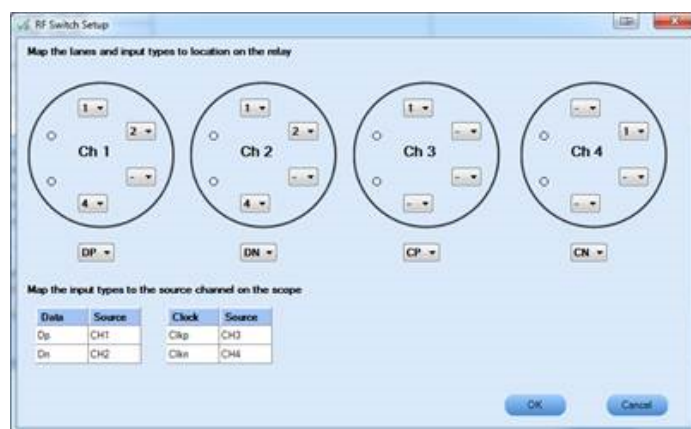 RF Switch Setup
Map the lanes and input types to location on the relay
1 1 1 -
2 2 - 1
Ch 1 Ch 2 Ch 3 Ch 4
- - - -
4 4 - -
DP DN CP CN
Map the input types to the source channel on the scope
Data Source Clock Source
Dp CH1 Clkp CH3
Dn CH2 Clkn CH4
OK Cancel